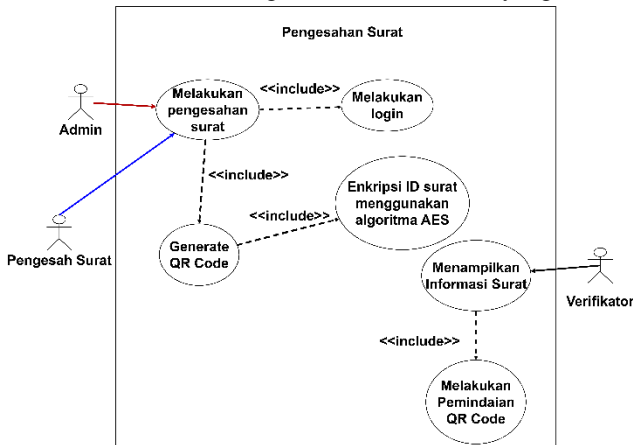 Pengesahan Surat
Melakukan
pengesahan
surat
<<include>>
Melakukan
login
Admin
<<include>>
Enkripsi ID surat
menggunakan
algoritma AES
<<include>>
Pengesah Surat
Generate
QR Code
Menampilkan
Informasi Surat
Verifikator
<<include>>
Melakukan
Pemindaian
QR Code